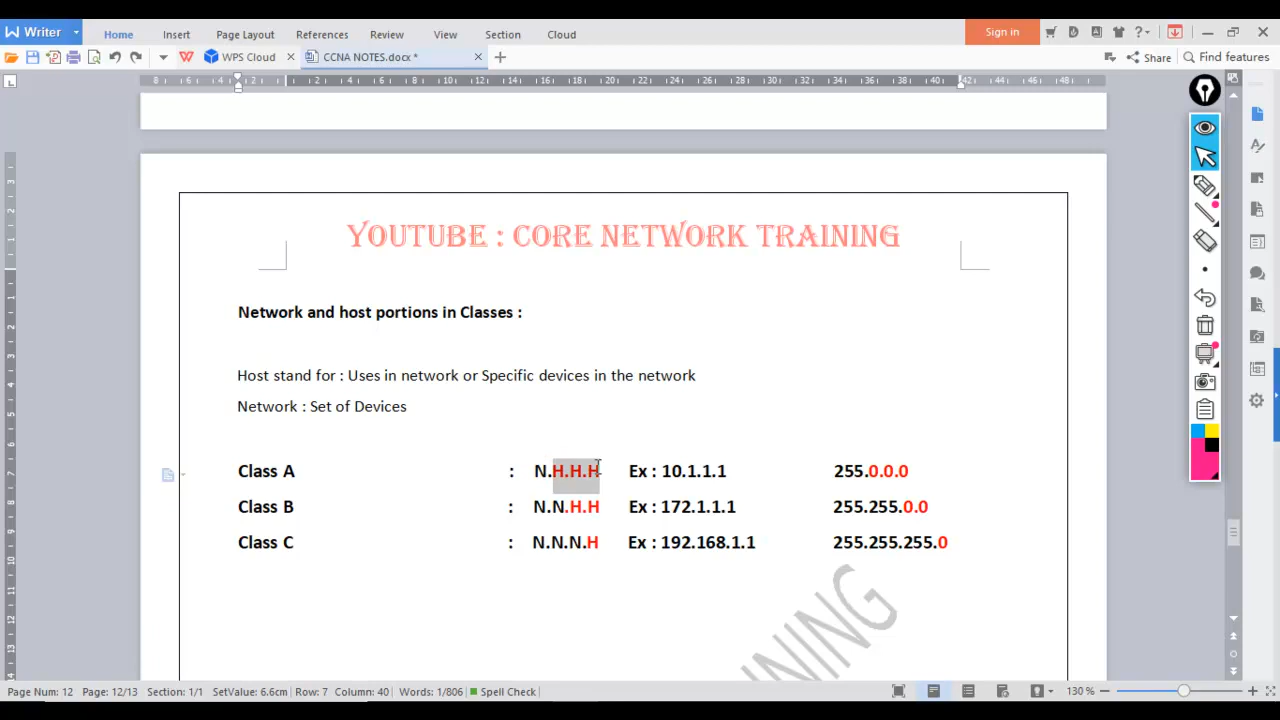 Writer
Home
Insert
Page Layout
References
Review
View
Section
Cloud
Sign in
WPS Cloud
CCNA NOTES.docx *
Share
Find features
YOUTUBE : CORE NETWORK TRAINING
Network and host portions in Classes :
Host stand for : Uses in network or Specific devices in the network
Network : Set of Devices
Class A : N.H.H.H Ex : 10.1.1.1 255.0.0.0
Class B : N.N.H.H Ex : 172.1.1.1 255.255.0.0
Class C : N.N.N.H Ex : 192.168.1.1 255.255.255.0
Page Num: 12 Page: 12/13 Section: 1/1 SetValue: 6.6cm Row: 7 Column: 40 Words: 1/806 Spell Check 130 %